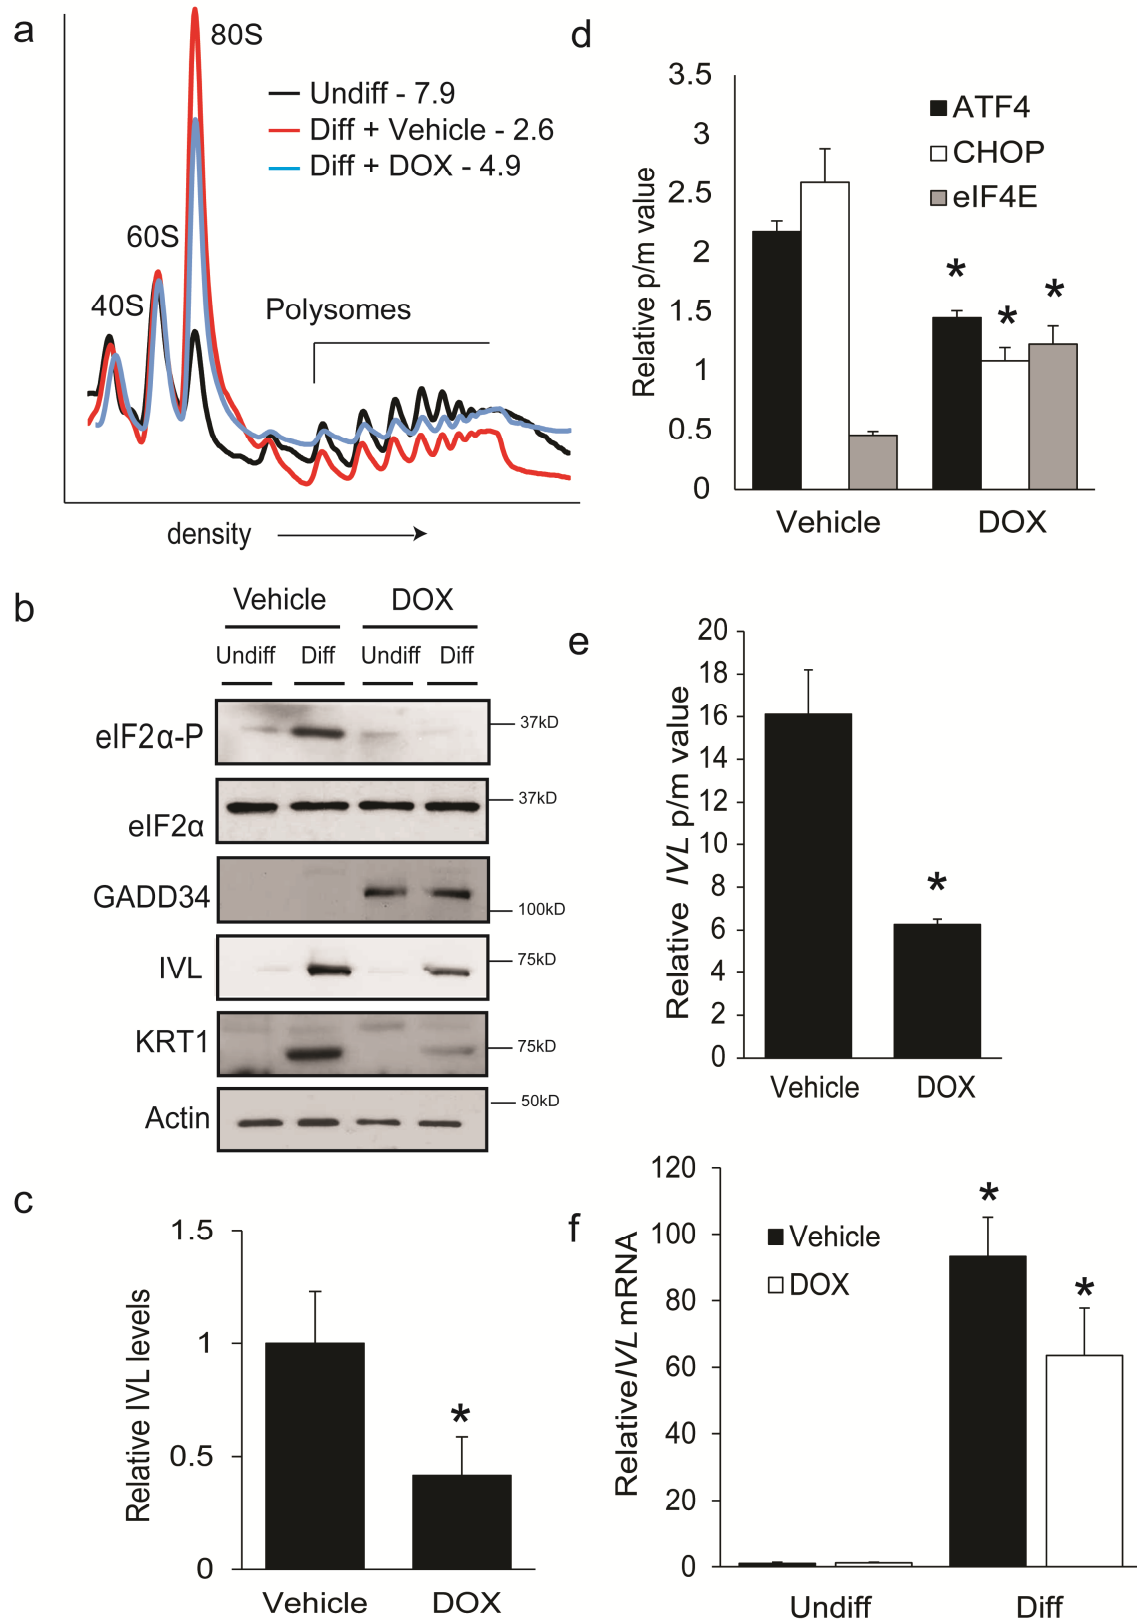 a
80S
Undiff - 7.9
Diff + Vehicle - 2.6
Diff + DOX - 4.9
60S
40S
Polysomes
density
b
Vehicle DOX
Undiff Diff Undiff Diff
eIF2α-P 37kD
eIF2α 37kD
GADD34 100kD
IVL 75kD
KRT1 75kD
Actin 50kD
c
Relative IVL levels
1.5
1
0.5
0
Vehicle DOX
d
Relative p/m value
3.5
3
2.5
2
1.5
1
0.5
0
ATF4
CHOP
eIF4E
* * *
Vehicle DOX
e
Relative IVL p/m value
20
18
16
14
12
10
8
6
4
2
0
*
Vehicle DOX
f
Relative IVL mRNA
120
100
80
60
40
20
0
Vehicle
DOX
* *
Undiff Diff
*